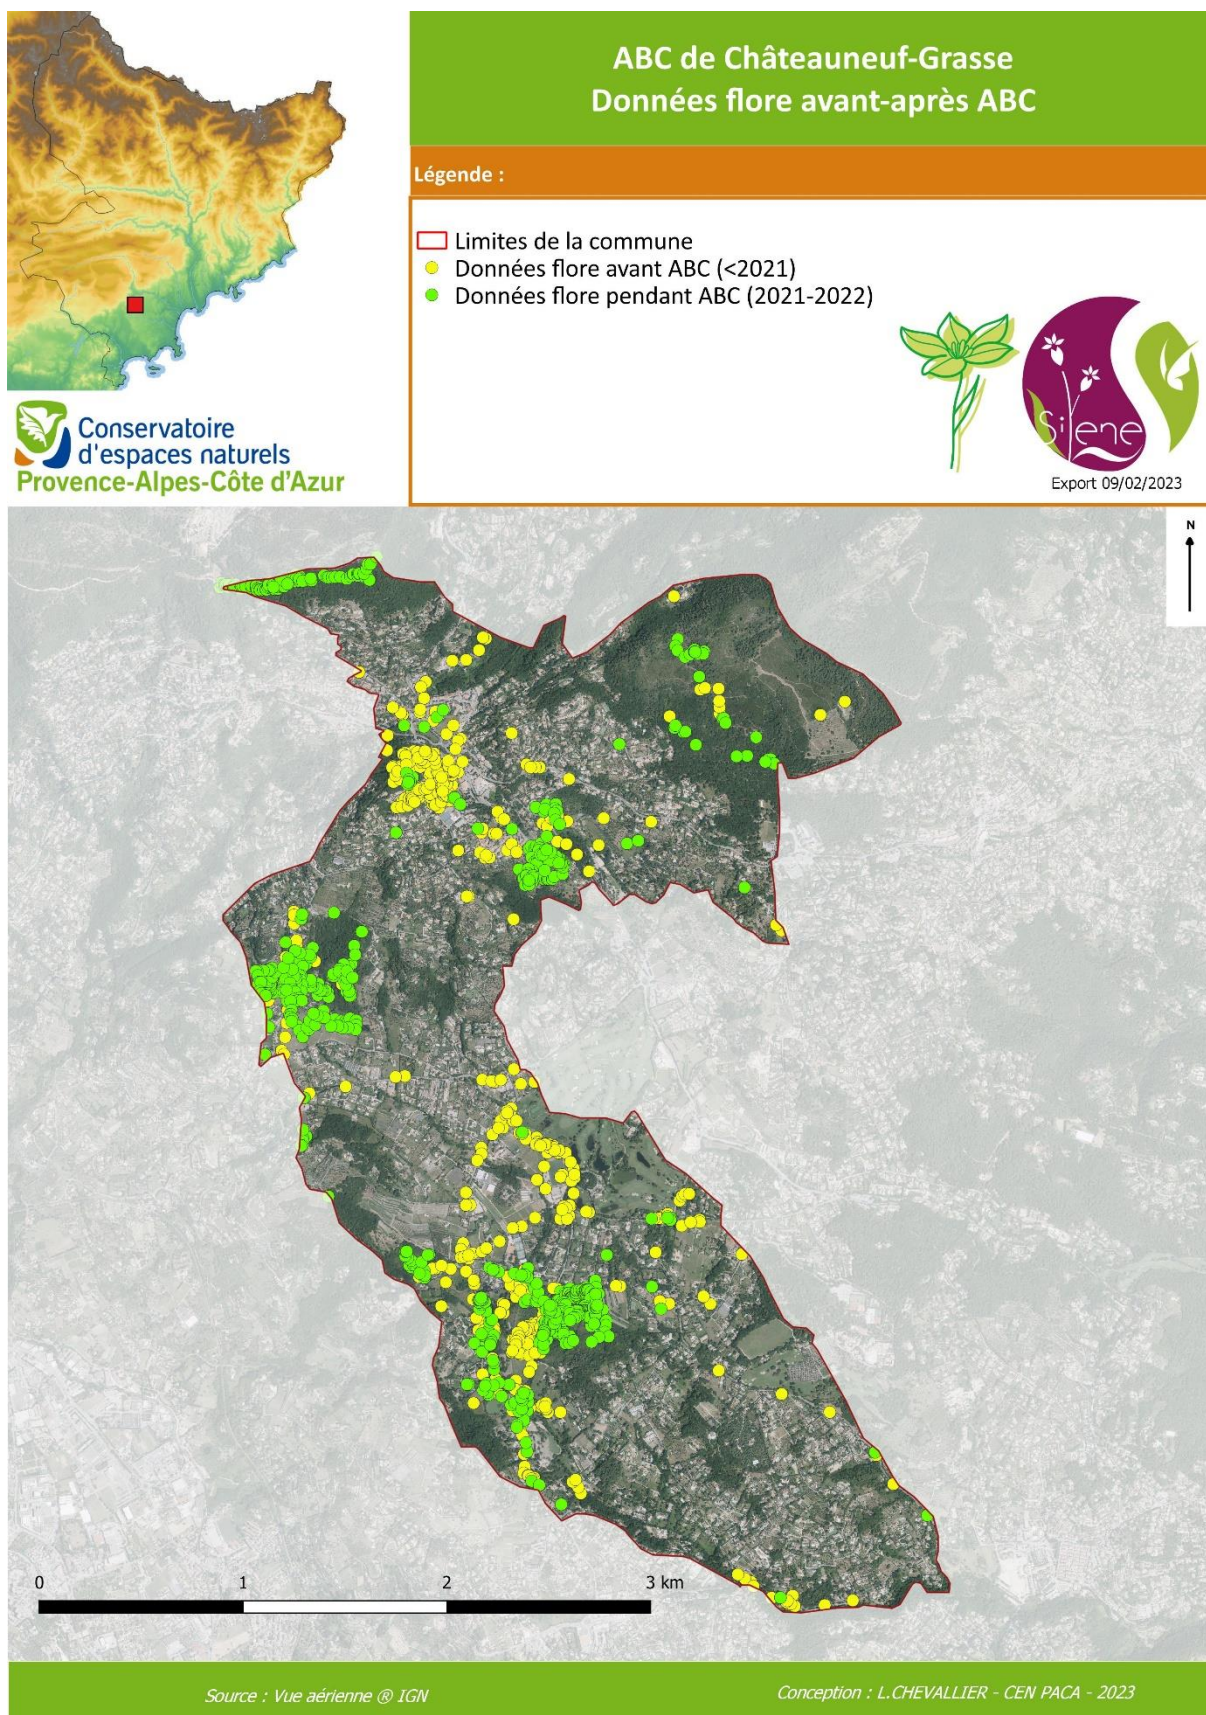 ABC de Châteauneuf-Grasse
Données flore avant-après ABC
Légende :
Limites de la commune
Données flore avant ABC (<2021)
Données flore pendant ABC (2021-2022)
Silene
Export 09/02/2023
Conservatoire
d'espaces naturels
Provence-Alpes-Côte d'Azur
N
0 1 2 3 km
Source : Vue aérienne ® IGN
Conception : L.CHEVALLIER - CEN PACA - 2023